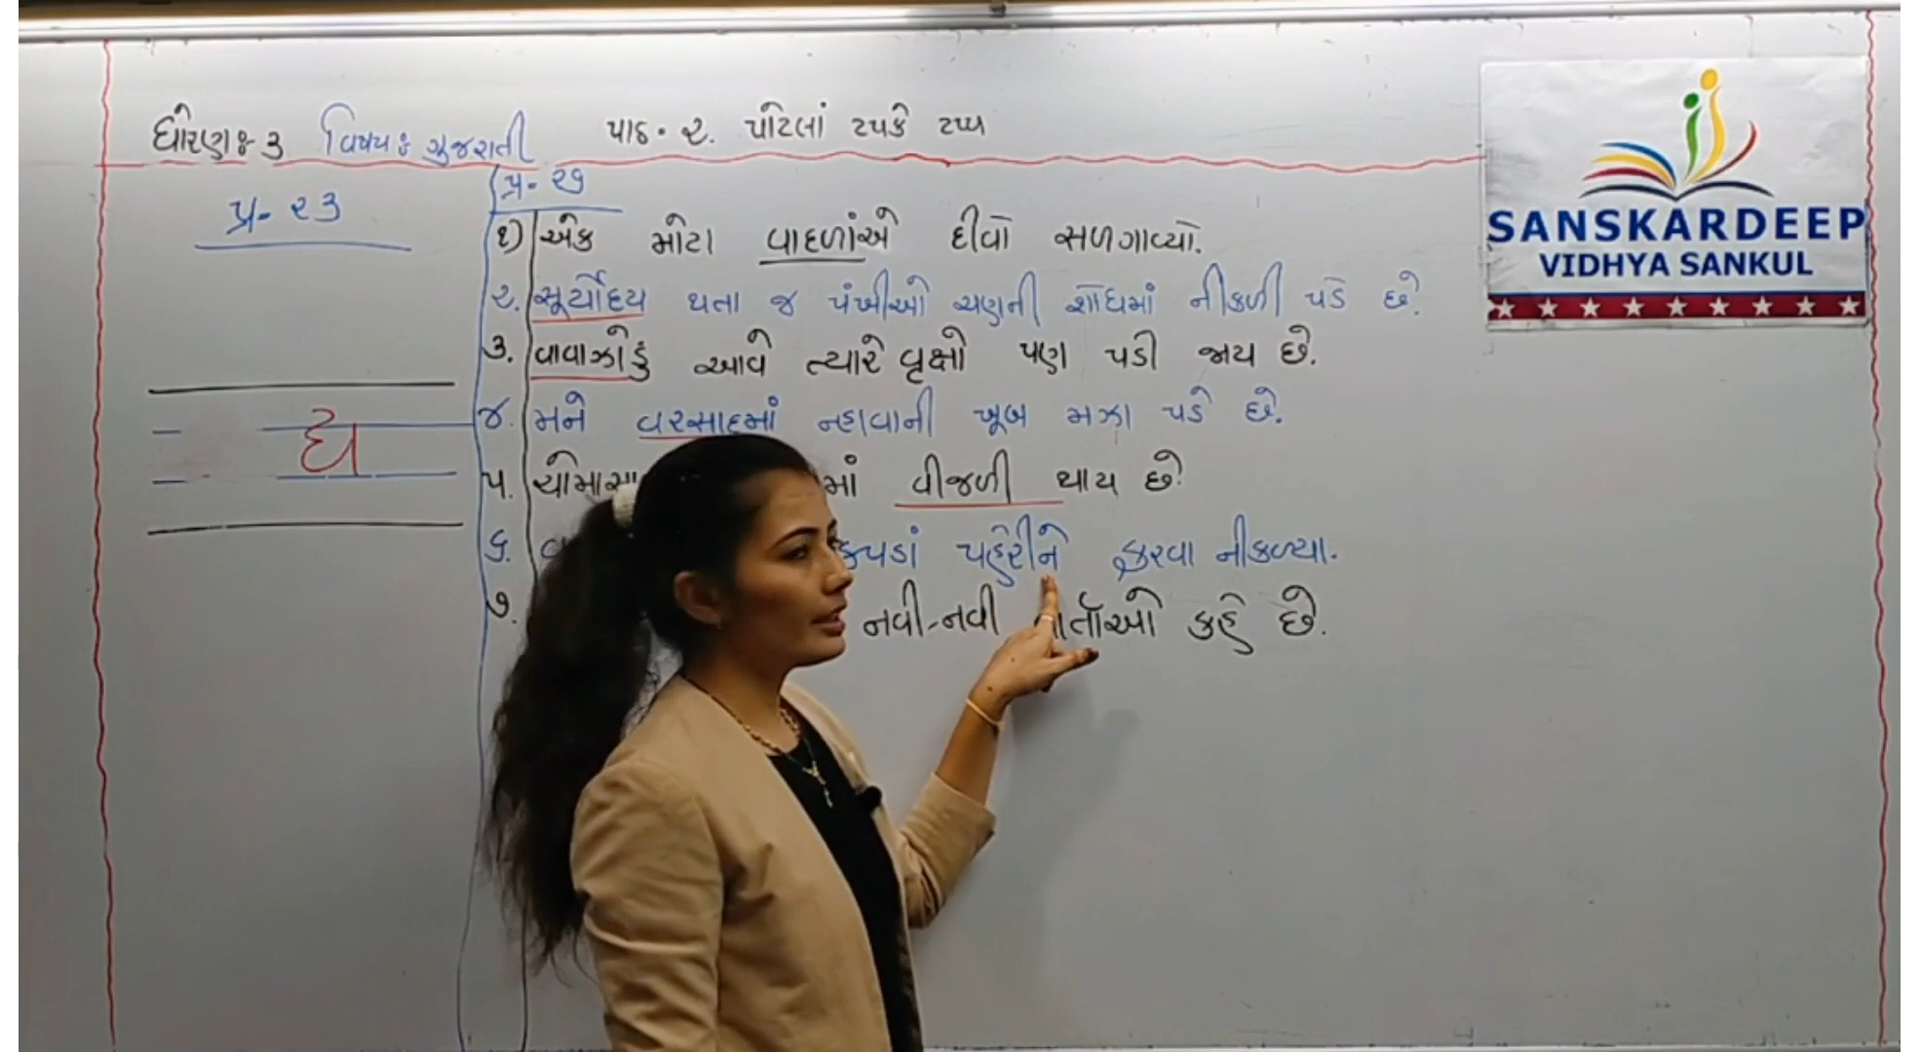 ધોરણઃ ૩ વિષયઃ ગુજરાતી પાઠ. ૨. પોટલાં ટપકે ટપ્પ
પ્ર- ૨૩
પ્ર- ૨૬
૧) એક મોટા વાદળાંએ દીવો સળગાવ્યો.
૨. સૂર્યોદય થતા જ પંખીઓ ચણની શોધમાં નીકળી પડે છે.
૩. વાવાઝોડું આવે ત્યારે વૃક્ષો પણ પડી જાય છે.
૪. મને વરસાદમાં ન્હાવાની ખૂબ મઝા પડે છે.
ઘ
૫. માં વીજળી થાય છે.
૬. કપડાં પહેરીને ફરવા નીકળ્યા.
૭. નવી-નવી કહે છે.
SANSKARDEEP
VIDHYA SANKUL